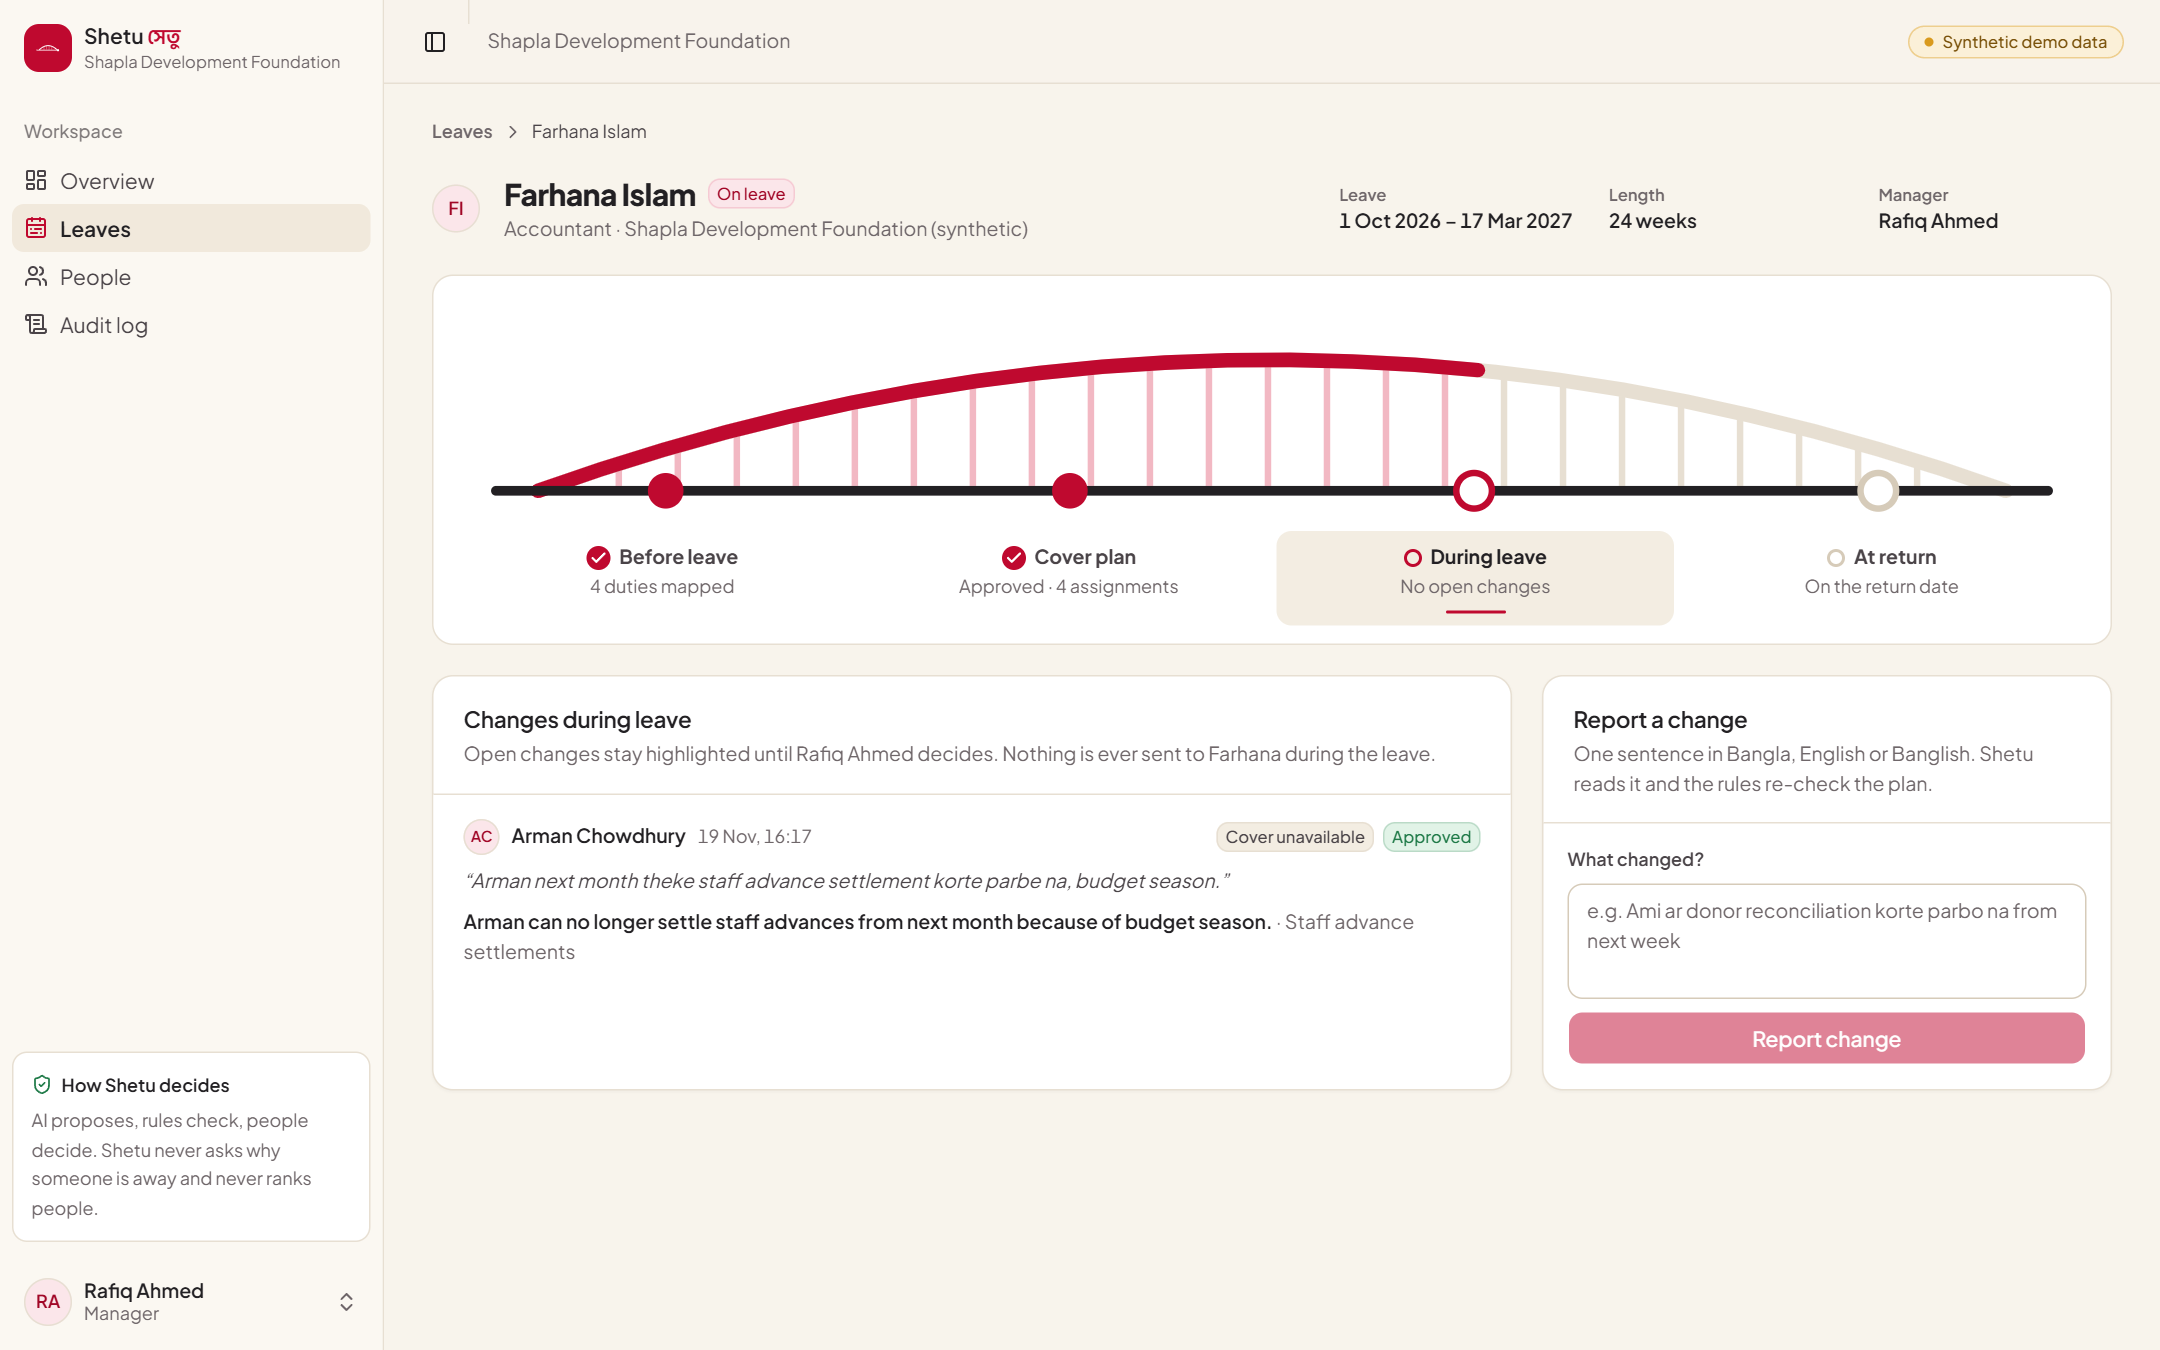 Shetu সেতু
Shapla Development Foundation
Workspace
Overview
Leaves
People
Audit log
How Shetu decides
AI proposes, rules check, people
decide. Shetu never asks why
someone is away and never ranks
people.
RA
Rafiq Ahmed
Manager
Shapla Development Foundation
Synthetic demo data
Leaves
Farhana Islam
FI
Farhana Islam
On leave
Accountant · Shapla Development Foundation (synthetic)
Leave
1 Oct 2026 – 17 Mar 2027
Length
24 weeks
Manager
Rafiq Ahmed
Before leave
4 duties mapped
Cover plan
Approved · 4 assignments
During leave
No open changes
At return
On the return date
Changes during leave
Open changes stay highlighted until Rafiq Ahmed decides. Nothing is ever sent to Farhana during the leave.
AC
Arman Chowdhury 19 Nov, 16:17
Cover unavailable
Approved
“Arman next month theke staff advance settlement korte parbe na, budget season.”
Arman can no longer settle staff advances from next month because of budget season. · Staff advance
settlements
Report a change
One sentence in Bangla, English or Banglish. Shetu
reads it and the rules re-check the plan.
What changed?
e.g. Ami ar donor reconciliation korte parbo na from
next week
Report change